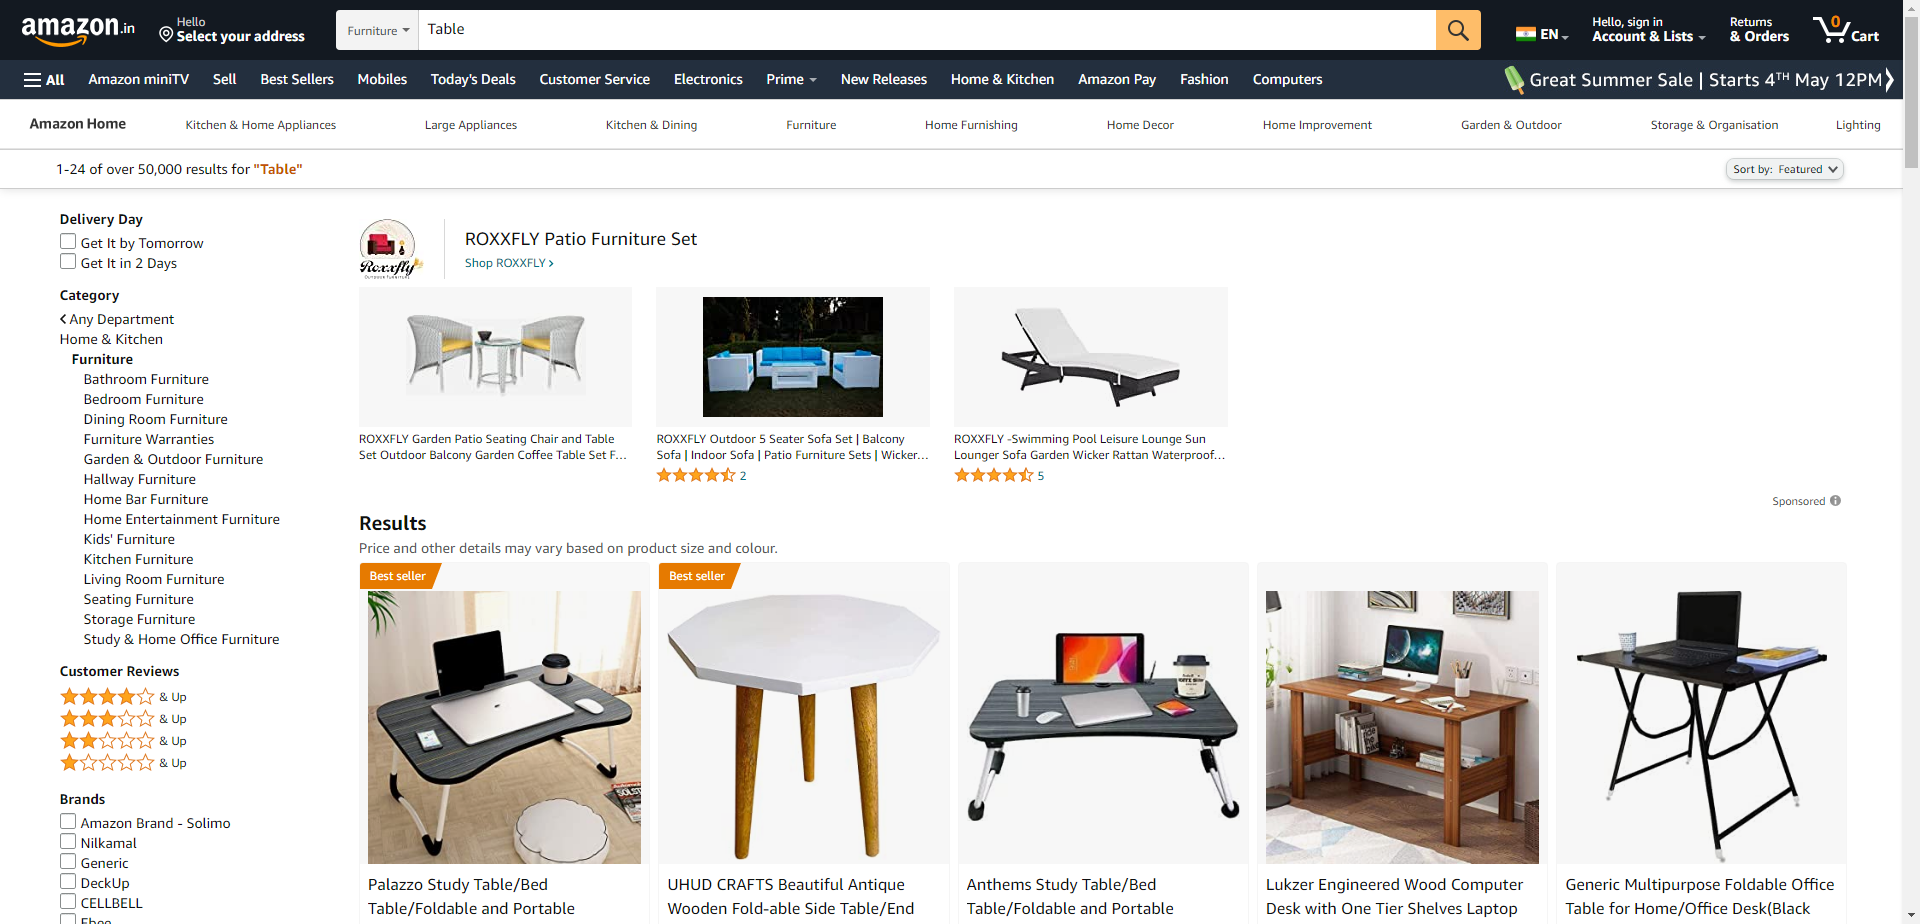 amazon.in
Hello
Select your address
Furniture
Table
EN
Hello, sign in
Account & Lists
Returns
& Orders
0
Cart
All
Amazon miniTV
Sell
Best Sellers
Mobiles
Today's Deals
Customer Service
Electronics
Prime
New Releases
Home & Kitchen
Amazon Pay
Fashion
Computers
Great Summer Sale | Starts 4TH May 12PM
Amazon Home
Kitchen & Home Appliances
Large Appliances
Kitchen & Dining
Furniture
Home Furnishing
Home Decor
Home Improvement
Garden & Outdoor
Storage & Organisation
Lighting
1-24 of over 50,000 results for "Table"
Sort by: Featured
Delivery Day
Get It by Tomorrow
Get It in 2 Days
Category
Any Department
Home & Kitchen
Furniture
Bathroom Furniture
Bedroom Furniture
Dining Room Furniture
Furniture Warranties
Garden & Outdoor Furniture
Hallway Furniture
Home Bar Furniture
Home Entertainment Furniture
Kids' Furniture
Kitchen Furniture
Living Room Furniture
Seating Furniture
Storage Furniture
Study & Home Office Furniture
Customer Reviews
& Up
& Up
& Up
& Up
Brands
Amazon Brand - Solimo
Nilkamal
Generic
DeckUp
CELLBELL
Ebee
Roxxfly
OUTDOOR FURNITURE
ROXXFLY Patio Furniture Set
Shop ROXXFLY
ROXXFLY Garden Patio Seating Chair and Table
Set Outdoor Balcony Garden Coffee Table Set F...
ROXXFLY Outdoor 5 Seater Sofa Set | Balcony
Sofa | Indoor Sofa | Patio Furniture Sets | Wicker...
2
ROXXFLY -Swimming Pool Leisure Lounge Sun
Lounger Sofa Garden Wicker Rattan Waterproof...
5
Sponsored
Results
Price and other details may vary based on product size and colour.
Best seller
Palazzo Study Table/Bed
Table/Foldable and Portable
Best seller
UHUD CRAFTS Beautiful Antique
Wooden Fold-able Side Table/End
Anthems Study Table/Bed
Table/Foldable and Portable
Lukzer Engineered Wood Computer
Desk with One Tier Shelves Laptop
Generic Multipurpose Foldable Office
Table for Home/Office Desk(Black